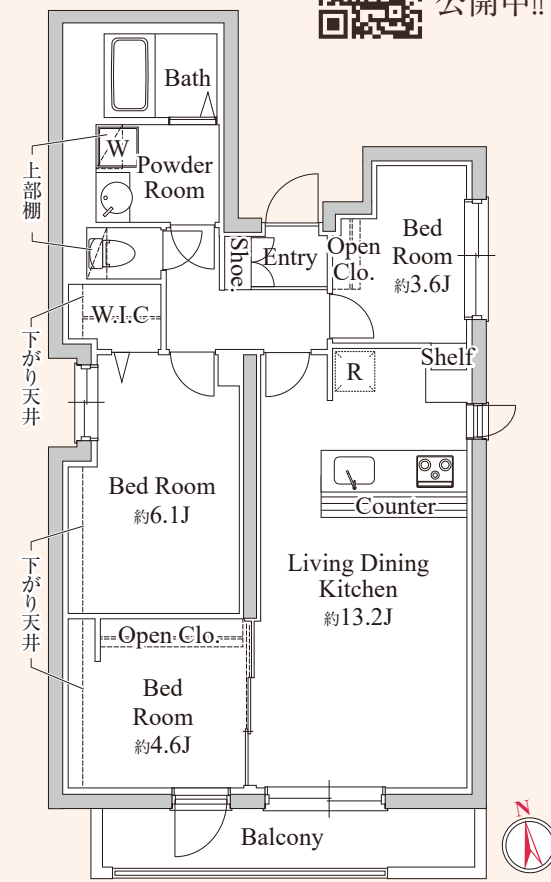 公開中!!
Bath
W
Powder
Room
上部棚
Shoe.
Entry
Open
Clo.
Bed
Room
約3.6J
W.I.C
下がり天井
R
Shelf
Bed Room
約6.1J
Counter
Living Dining
Kitchen
約13.2J
下がり天井
Open Clo.
Bed
Room
約4.6J
Balcony
N